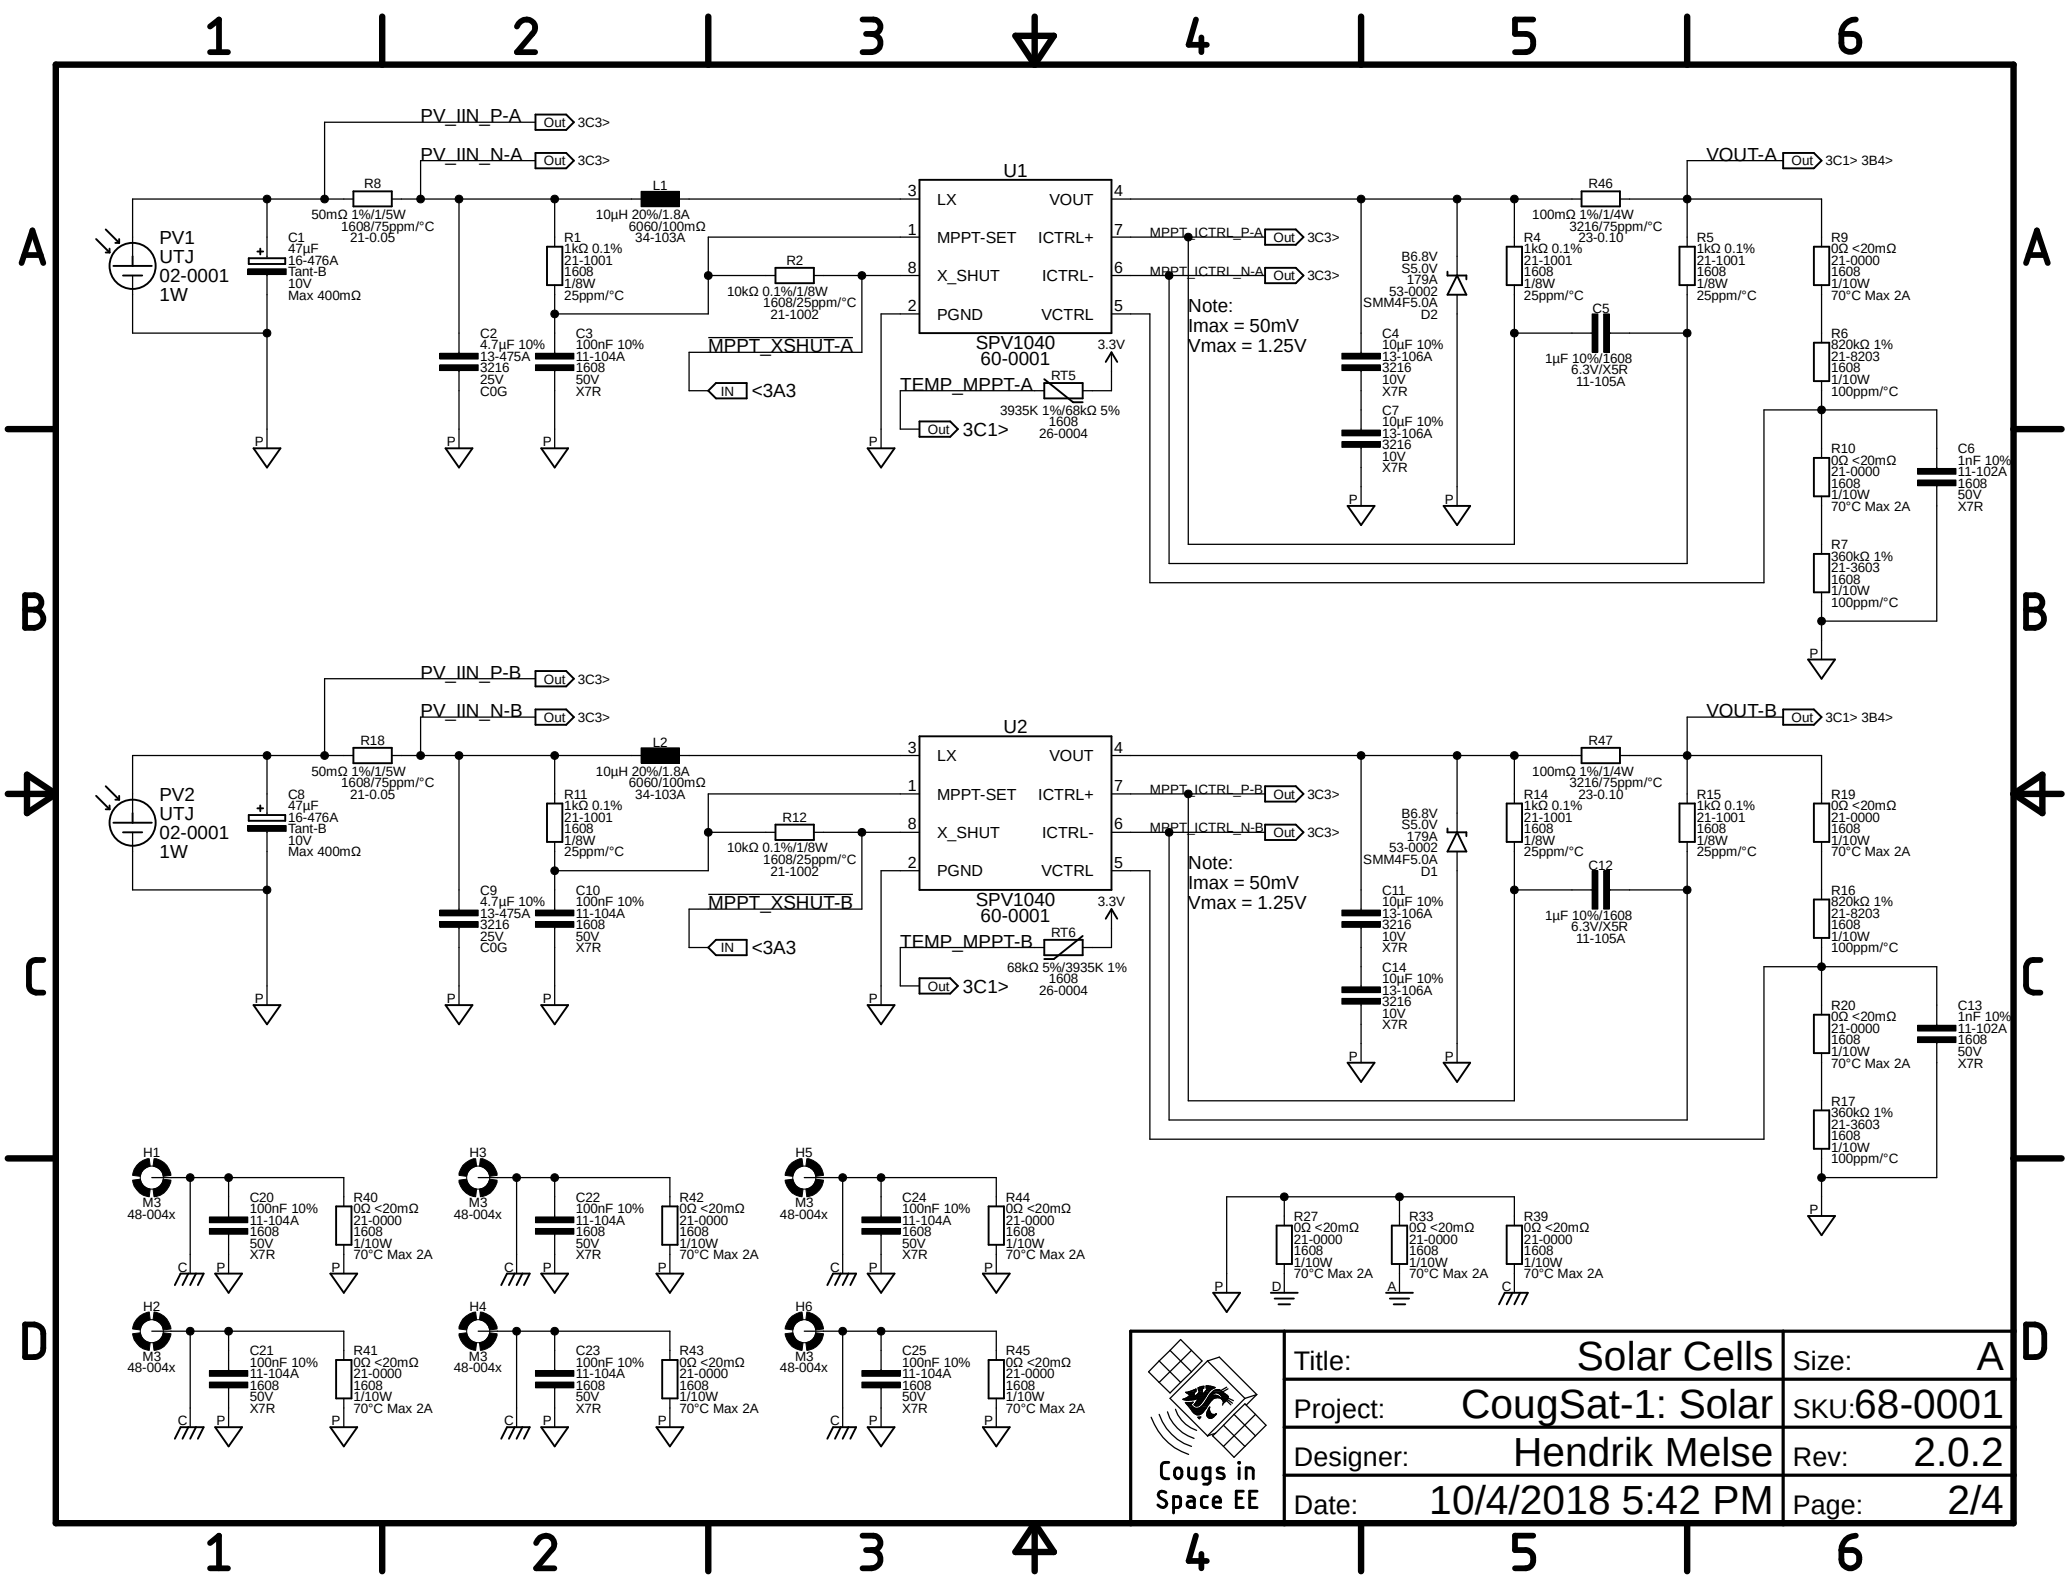 1 2 3 4 5 6
A
A
B
B
C
C
D
D
PV_IIN_P-A Out 3C3>
PV_IIN_N-A Out 3C3>
PV1
UTJ
02-0001
1W
C1
47µF
16-476A
Tant-B
10V
Max 400mΩ
R8
50mΩ 1%/1/5W
1608/75ppm/°C
21-0.05
C2
4.7µF 10%
13-475A
3216
25V
C0G
R1
1kΩ 0.1%
21-1001
1608
1/8W
25ppm/°C
C3
100nF 10%
11-104A
1608
50V
X7R
L1
10µH 20%/1.8A
6060/100mΩ
34-103A
R2
10kΩ 0.1%/1/8W
1608/25ppm/°C
21-1002
MPPT_XSHUT-A
IN <3A3
U1
3 LX VOUT 4
1 MPPT-SET ICTRL+ 7
8 X_SHUT ICTRL- 6
2 PGND VCTRL 5
SPV1040
60-0001
3.3V
TEMP_MPPT-A
RT5
3935K 1%/68kΩ 5%
1608
26-0004
Out 3C1>
P
P
P
P
MPPT_ICTRL_P-A Out 3C3>
MPPT_ICTRL_N-A Out 3C3>
Note:
Imax = 50mV
Vmax = 1.25V
C4
10µF 10%
13-106A
3216
10V
X7R
C7
10µF 10%
13-106A
3216
10V
X7R
B6.8V
S5.0V
179A
53-0002
SMM4F5.0A
D2
P
P
R46
100mΩ 1%/1/4W
3216/75ppm/°C
23-0.10
R4
1kΩ 0.1%
21-1001
1608
1/8W
25ppm/°C
C5
1µF 10%/1608
6.3V/X5R
11-105A
R5
1kΩ 0.1%
21-1001
1608
1/8W
25ppm/°C
VOUT-A Out 3C1> 3B4>
R9
0Ω <20mΩ
21-0000
1608
1/10W
70°C Max 2A
R6
820kΩ 1%
21-8203
1608
1/10W
100ppm/°C
R10
0Ω <20mΩ
21-0000
1608
1/10W
70°C Max 2A
C6
1nF 10%
11-102A
1608
50V
X7R
R7
360kΩ 1%
21-3603
1608
1/10W
100ppm/°C
P
PV_IIN_P-B Out 3C3>
PV_IIN_N-B Out 3C3>
PV2
UTJ
02-0001
1W
C8
47µF
16-476A
Tant-B
10V
Max 400mΩ
R18
50mΩ 1%/1/5W
1608/75ppm/°C
21-0.05
C9
4.7µF 10%
13-475A
3216
25V
C0G
R11
1kΩ 0.1%
21-1001
1608
1/8W
25ppm/°C
C10
100nF 10%
11-104A
1608
50V
X7R
L2
10µH 20%/1.8A
6060/100mΩ
34-103A
R12
10kΩ 0.1%/1/8W
1608/25ppm/°C
21-1002
MPPT_XSHUT-B
IN <3A3
U2
3 LX VOUT 4
1 MPPT-SET ICTRL+ 7
8 X_SHUT ICTRL- 6
2 PGND VCTRL 5
SPV1040
60-0001
3.3V
TEMP_MPPT-B
RT6
68kΩ 5%/3935K 1%
1608
26-0004
Out 3C1>
P
P
P
P
MPPT_ICTRL_P-B Out 3C3>
MPPT_ICTRL_N-B Out 3C3>
Note:
Imax = 50mV
Vmax = 1.25V
C11
10µF 10%
13-106A
3216
10V
X7R
C14
10µF 10%
13-106A
3216
10V
X7R
B6.8V
S5.0V
179A
53-0002
SMM4F5.0A
D1
P
P
R47
100mΩ 1%/1/4W
3216/75ppm/°C
23-0.10
R14
1kΩ 0.1%
21-1001
1608
1/8W
25ppm/°C
C12
1µF 10%/1608
6.3V/X5R
11-105A
R15
1kΩ 0.1%
21-1001
1608
1/8W
25ppm/°C
VOUT-B Out 3C1> 3B4>
R19
0Ω <20mΩ
21-0000
1608
1/10W
70°C Max 2A
R16
820kΩ 1%
21-8203
1608
1/10W
100ppm/°C
R20
0Ω <20mΩ
21-0000
1608
1/10W
70°C Max 2A
C13
1nF 10%
11-102A
1608
50V
X7R
R17
360kΩ 1%
21-3603
1608
1/10W
100ppm/°C
P
H1
M3
48-004x
C20
100nF 10%
11-104A
1608
50V
X7R
R40
0Ω <20mΩ
21-0000
1608
1/10W
70°C Max 2A
C P P
H3
M3
48-004x
C22
100nF 10%
11-104A
1608
50V
X7R
R42
0Ω <20mΩ
21-0000
1608
1/10W
70°C Max 2A
C P P
H5
M3
48-004x
C24
100nF 10%
11-104A
1608
50V
X7R
R44
0Ω <20mΩ
21-0000
1608
1/10W
70°C Max 2A
C P P
R27
0Ω <20mΩ
21-0000
1608
1/10W
70°C Max 2A
R33
0Ω <20mΩ
21-0000
1608
1/10W
70°C Max 2A
R39
0Ω <20mΩ
21-0000
1608
1/10W
70°C Max 2A
P D A C
H2
M3
48-004x
C21
100nF 10%
11-104A
1608
50V
X7R
R41
0Ω <20mΩ
21-0000
1608
1/10W
70°C Max 2A
C P P
H4
M3
48-004x
C23
100nF 10%
11-104A
1608
50V
X7R
R43
0Ω <20mΩ
21-0000
1608
1/10W
70°C Max 2A
C P P
H6
M3
48-004x
C25
100nF 10%
11-104A
1608
50V
X7R
R45
0Ω <20mΩ
21-0000
1608
1/10W
70°C Max 2A
C P P
Cougs in
Space EE
Title: Solar Cells Size: A
Project: CougSat-1: Solar SKU: 68-0001
Designer: Hendrik Melse Rev: 2.0.2
Date: 10/4/2018 5:42 PM Page: 2/4
1 2 3 4 5 6